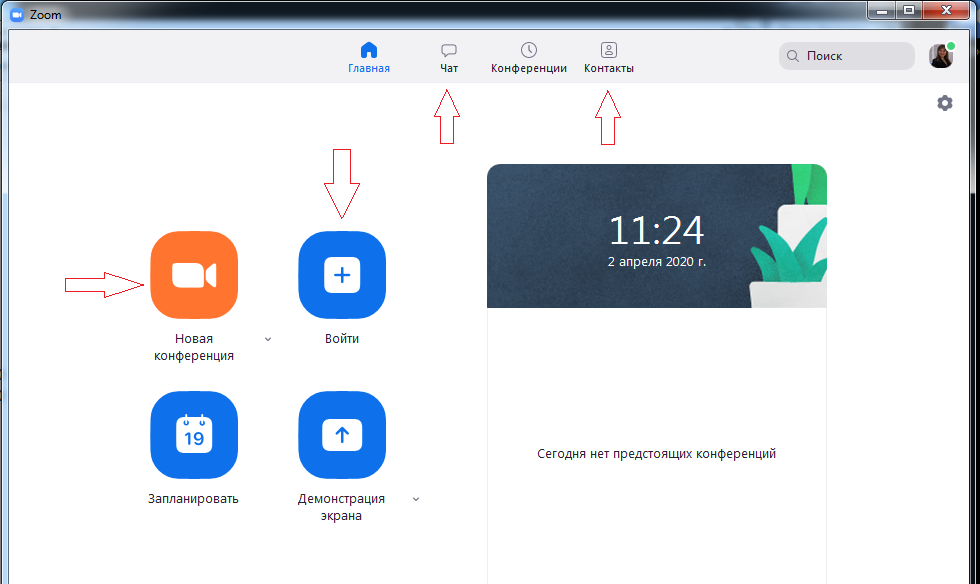 Zoom
Главная
Чат
Конференции
Контакты
Поиск
11:24
2 апреля 2020 г.
Новая
конференция
Войти
19
Запланировать
Демонстрация
экрана
Сегодня нет предстоящих конференций